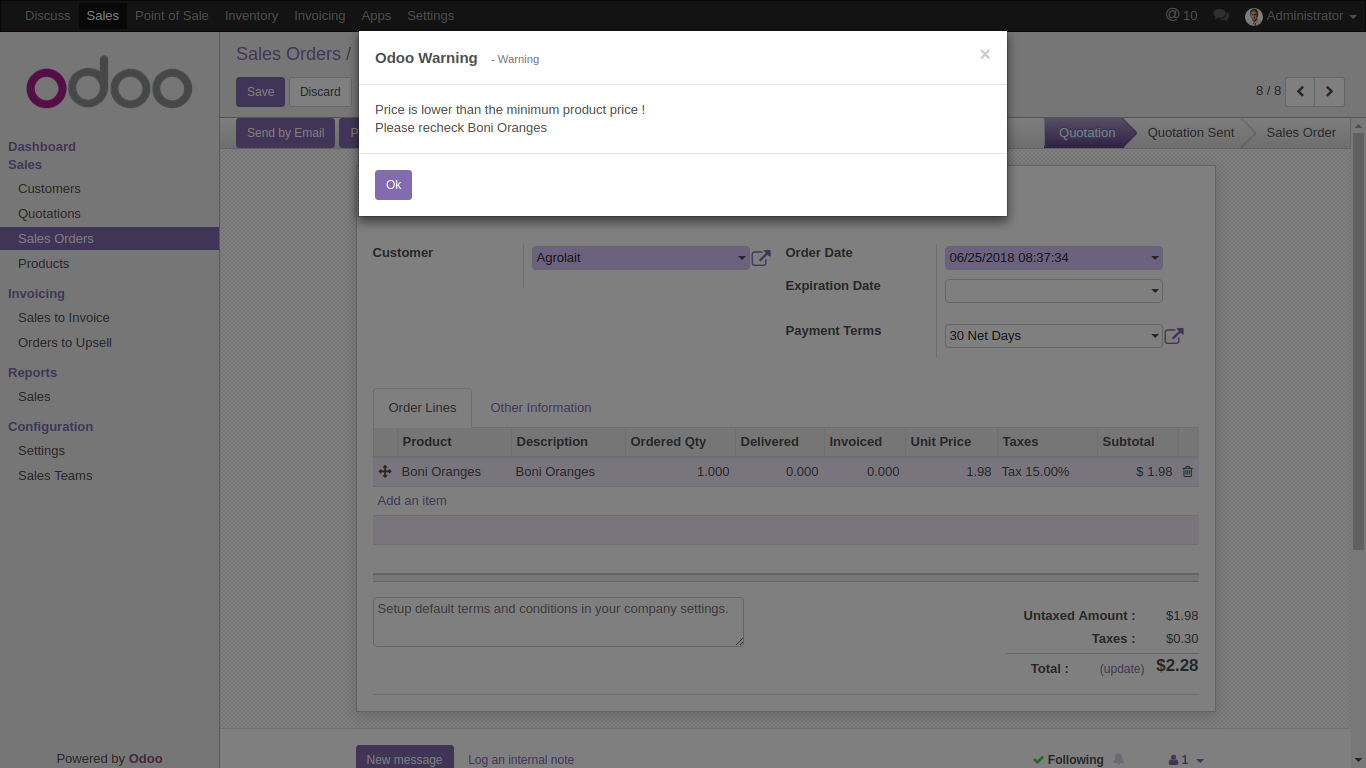 Discuss Sales Point of Sale Inventory Invoicing Apps Settings @ 10 Administrator
odoo
Dashboard
Sales
Customers
Quotations
Sales Orders
Products
Invoicing
Sales to Invoice
Orders to Upsell
Reports
Sales
Configuration
Settings
Sales Teams
Powered by Odoo
Sales Orders /
Save Discard
8 / 8
Send by Email P
Quotation Quotation Sent Sales Order
Odoo Warning - Warning ×
Price is lower than the minimum product price !
Please recheck Boni Oranges
Ok
Customer Agrolait
Order Date 06/25/2018 08:37:34
Expiration Date
Payment Terms 30 Net Days
Order Lines Other Information
Product Description Ordered Qty Delivered Invoiced Unit Price Taxes Subtotal
Boni Oranges Boni Oranges 1.000 0.000 0.000 1.98 Tax 15.00% $ 1.98
Add an item
Setup default terms and conditions in your company settings.
Untaxed Amount : $1.98
Taxes : $0.30
Total : (update) $2.28
New message Log an internal note Following 1